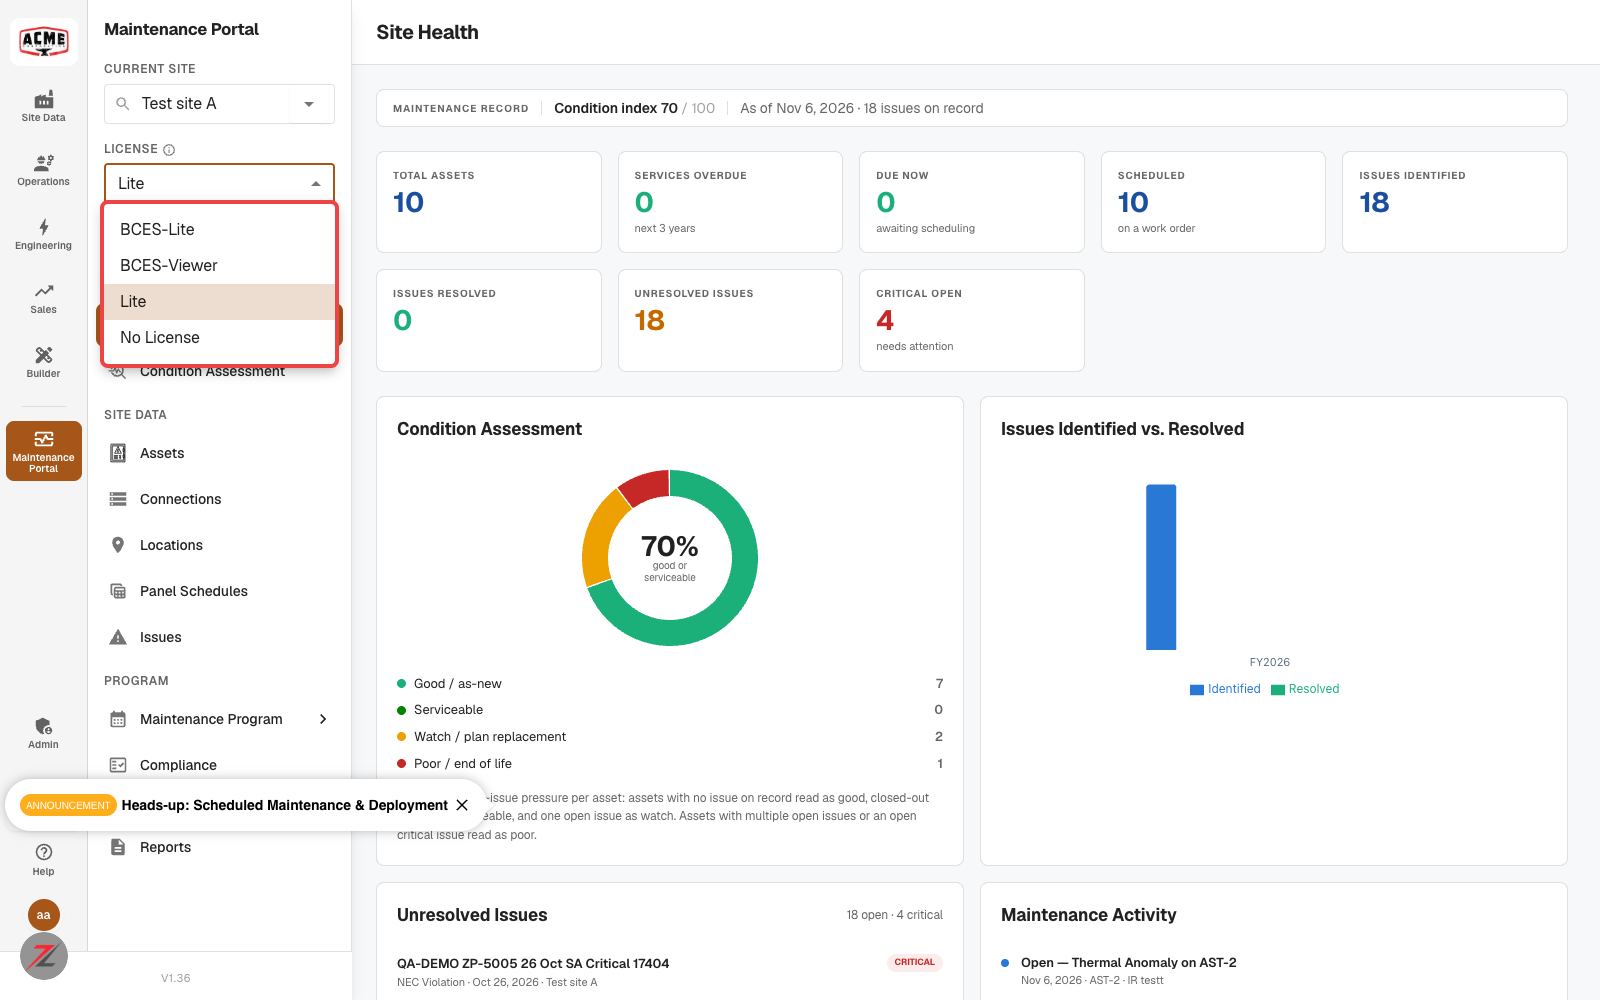 ACME
Site Data
Operations
Engineering
Sales
Builder
Maintenance
Portal
Admin
Help
aa
Maintenance Portal
CURRENT SITE
Test site A
LICENSE
Lite
BCES-Lite
BCES-Viewer
Lite
No License
Condition Assessment
SITE DATA
Assets
Connections
Locations
Panel Schedules
Issues
PROGRAM
Maintenance Program
Compliance
ANNOUNCEMENT Heads-up: Scheduled Maintenance & Deployment
Reports
V1.36
Site Health
MAINTENANCE RECORD Condition index 70 / 100 As of Nov 6, 2026 · 18 issues on record
TOTAL ASSETS
10
SERVICES OVERDUE
0
next 3 years
DUE NOW
0
awaiting scheduling
SCHEDULED
10
on a work order
ISSUES IDENTIFIED
18
ISSUES RESOLVED
0
UNRESOLVED ISSUES
18
CRITICAL OPEN
4
needs attention
Condition Assessment
70%
good or
serviceable
Good / as-new 7
Serviceable 0
Watch / plan replacement 2
Poor / end of life 1
-issue pressure per asset: assets with no issue on record read as good, closed-out
eable, and one open issue as watch. Assets with multiple open issues or an open
critical issue read as poor.
Issues Identified vs. Resolved
FY2026
Identified Resolved
Unresolved Issues
18 open · 4 critical
QA-DEMO ZP-5005 26 Oct SA Critical 17404
CRITICAL
NEC Violation · Oct 26, 2026 · Test site A
Maintenance Activity
Open — Thermal Anomaly on AST-2
Nov 6, 2026 · AST-2 · IR testt